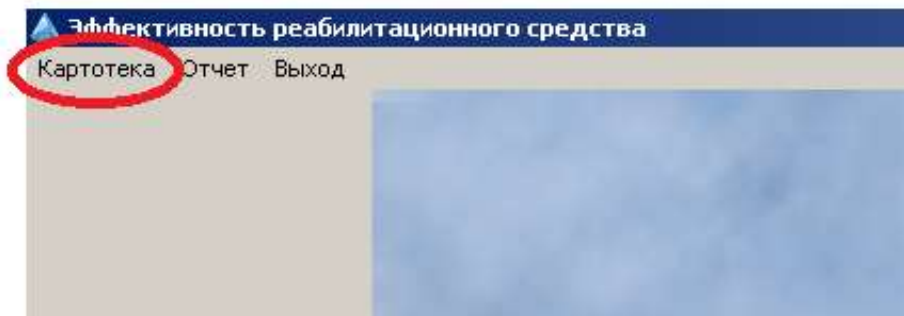 Эффективность реабилитационного средства
Картотека Отчет Выход